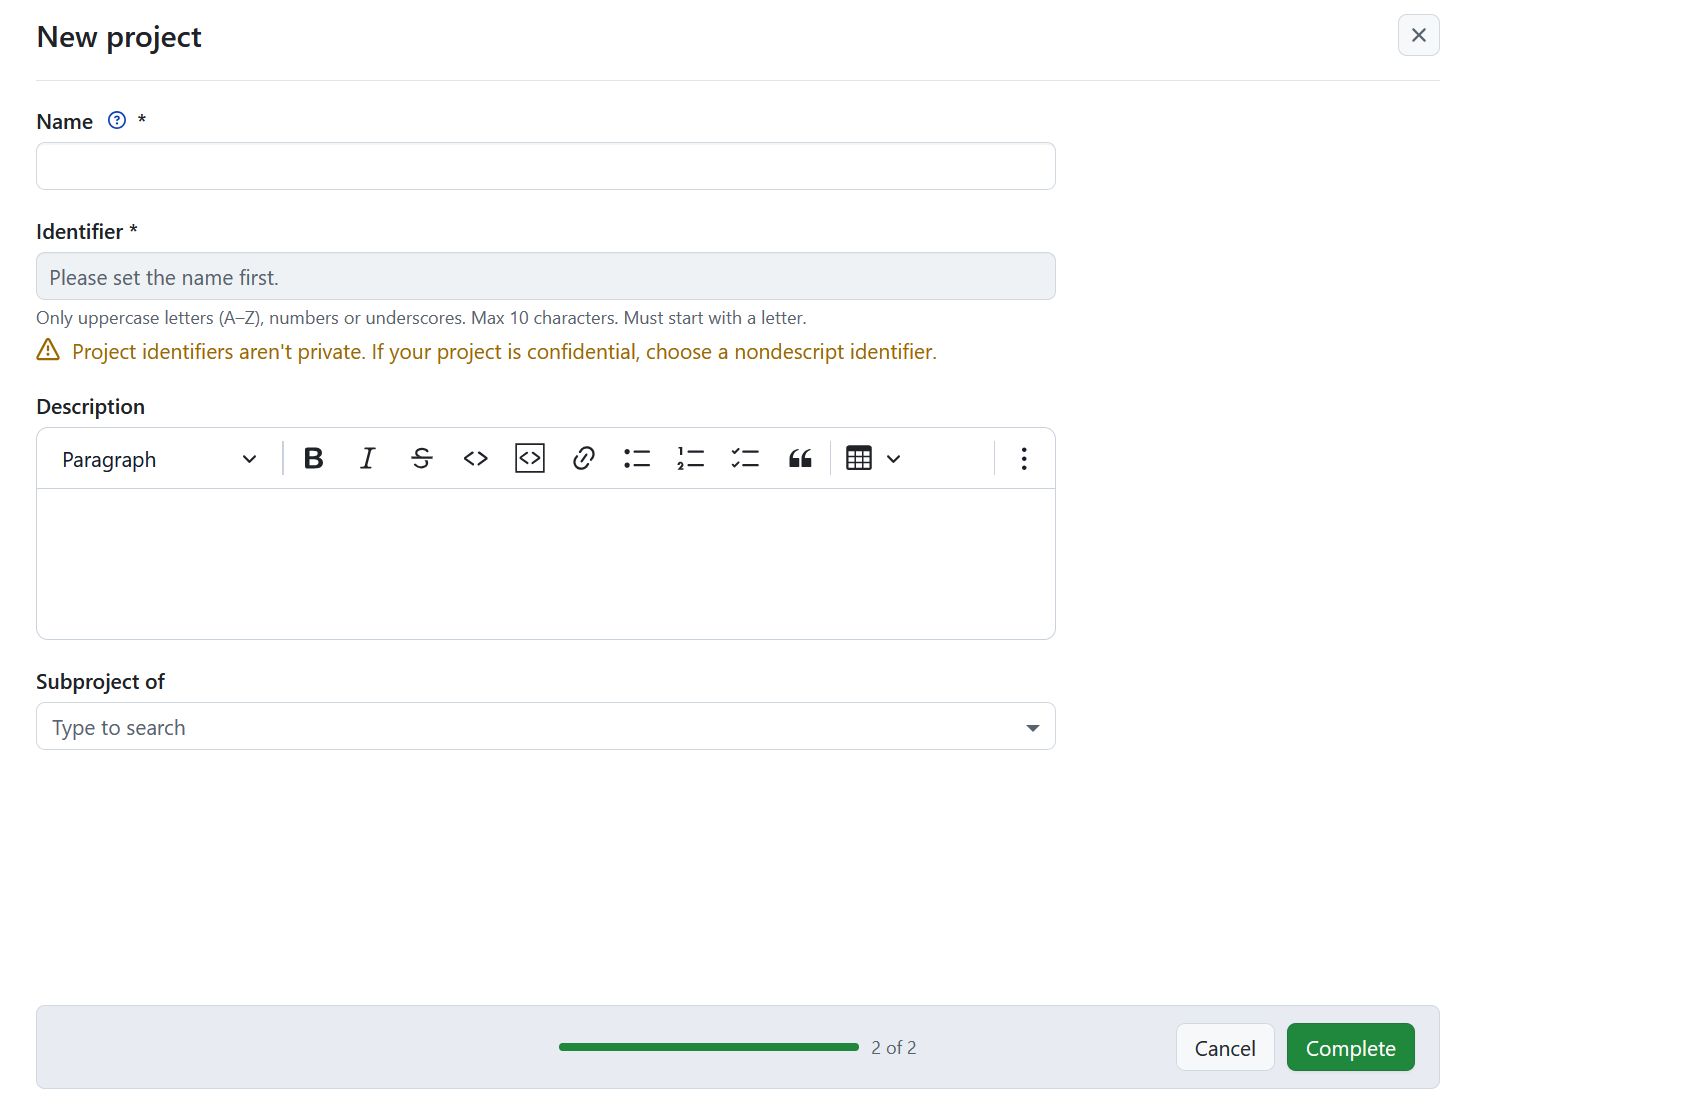 New project
Name *
Identifier *
Please set the name first.
Only uppercase letters (A–Z), numbers or underscores. Max 10 characters. Must start with a letter.
Project identifiers aren't private. If your project is confidential, choose a nondescript identifier.
Description
Paragraph
Subproject of
Type to search
2 of 2
Cancel
Complete